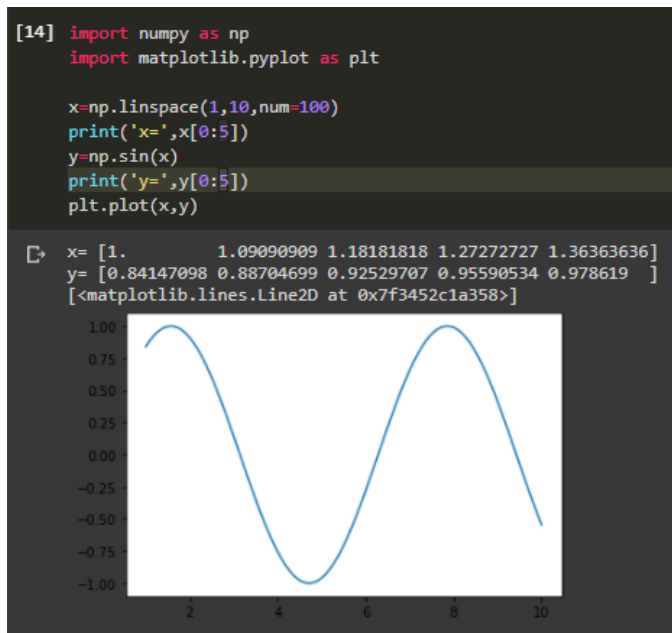 [14] import numpy as np
import matplotlib.pyplot as plt
x=np.linspace(1,10,num=100)
print('x=',x[0:5])
y=np.sin(x)
print('y=',y[0:5])
plt.plot(x,y)
x= [1.         1.09090909 1.18181818 1.27272727 1.36363636]
y= [0.84147098 0.88704699 0.92529707 0.95590534 0.978619  ]
[<matplotlib.lines.Line2D at 0x7f3452c1a358>]
1.00
0.75
0.50
0.25
0.00
−0.25
−0.50
−0.75
−1.00
2 4 6 8 10